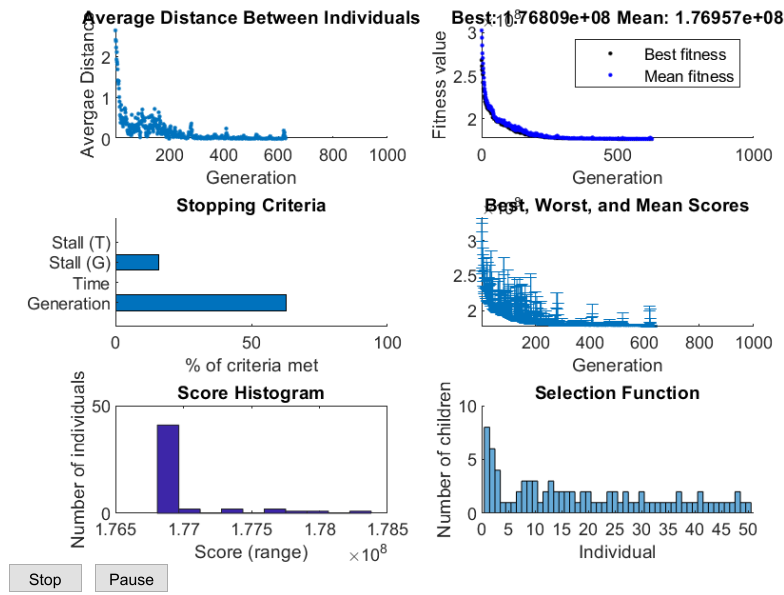 Average Distance Between Individuals
Avergae Distance
2
1
0
200 400 600 800 1000
Generation
Best: 1.76809e+08 Mean: 1.76957e+08
×10⁸
Fitness value
3
2.5
2
0 500 1000
Generation
Best fitness
Mean fitness
Stopping Criteria
Stall (T)
Stall (G)
Time
Generation
0 50 100
% of criteria met
Best, Worst, and Mean Scores
×10⁸
3
2.5
2
200 400 600 800 1000
Generation
Score Histogram
Number of individuals
50
0
1.765 1.77 1.775 1.78 1.785
Score (range)
×10⁸
Selection Function
Number of children
10
5
0
0 5 10 15 20 25 30 35 40 45 50
Individual
Stop
Pause